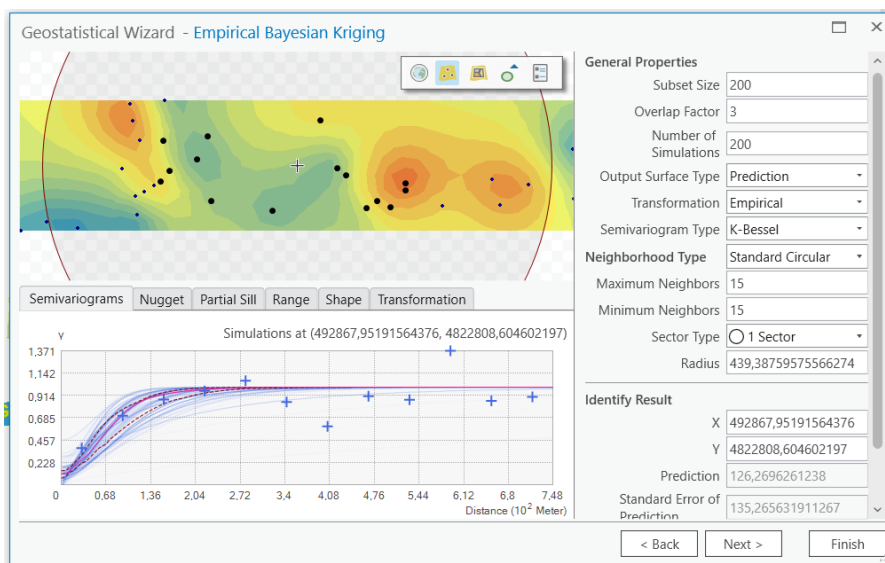 Geostatistical Wizard - Empirical Bayesian Kriging
General Properties
Subset Size 200
Overlap Factor 3
Number of
Simulations 200
Output Surface Type Prediction
Transformation Empirical
Semivariogram Type K-Bessel
Neighborhood Type Standard Circular
Maximum Neighbors 15
Minimum Neighbors 15
Sector Type 1 Sector
Radius 439,38759575566274
Identify Result
X 492867,95191564376
Y 4822808,604602197
Prediction 126,2696261238
Standard Error of
Prediction 135,265631911267
Semivariograms Nugget Partial Sill Range Shape Transformation
γ Simulations at (492867,95191564376, 4822808,604602197)
1,371
1,142
0,914
0,685
0,457
0,228
0 0,68 1,36 2,04 2,72 3,4 4,08 4,76 5,44 6,12 6,8 7,48
Distance (10² Meter)
< Back Next > Finish